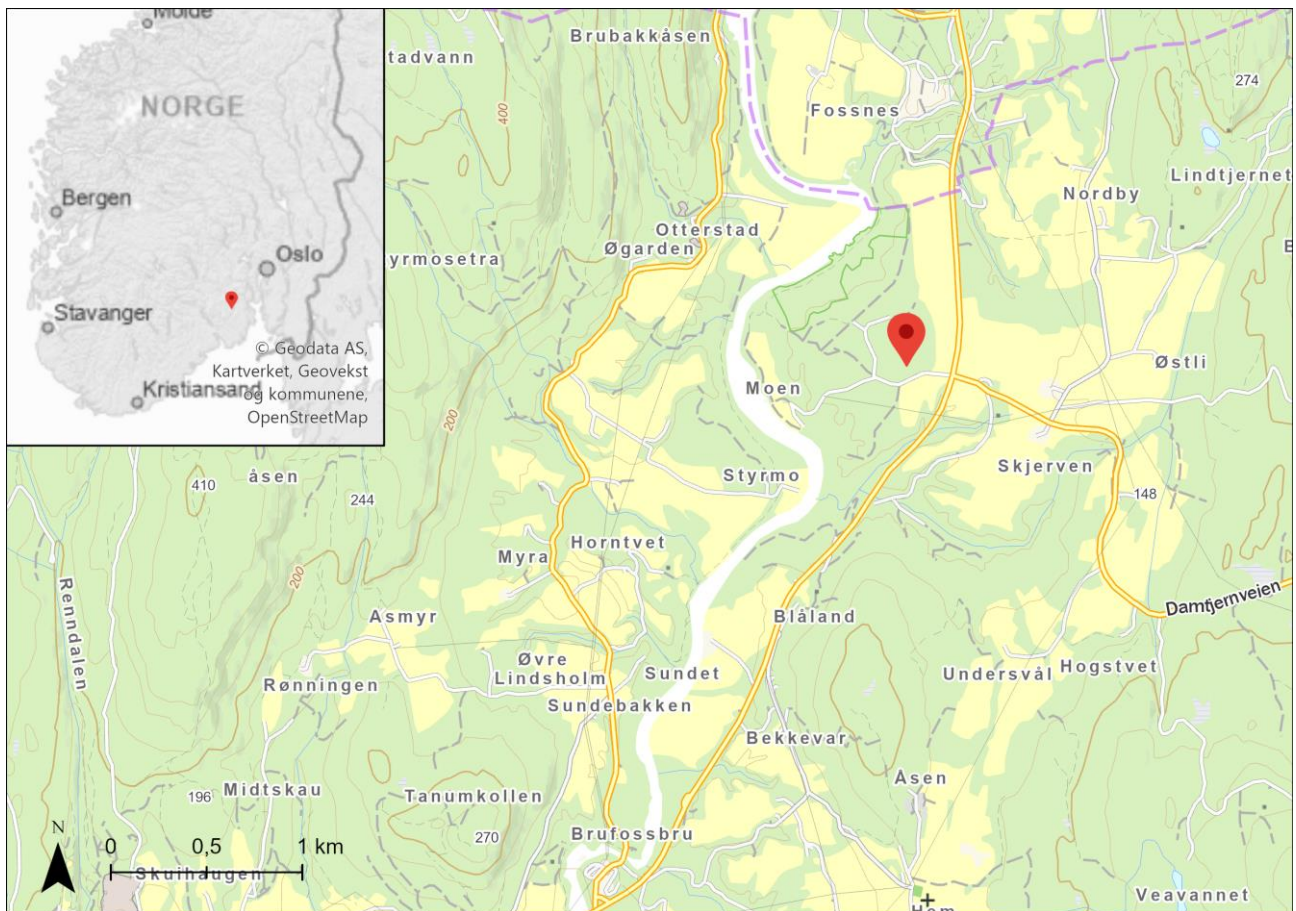 Molde
NORGE
Bergen
Oslo
Stavanger
Kristiansand
© Geodata AS,
Kartverket, Geovekst
og kommunene,
OpenStreetMap
tadvann
Brubakkåsen
400
Fossnes
274
Lindtjernet
Nordby
Otterstad
Øgarden
yrmosetra
Østli
Moen
200
Skjerven
148
410
åsen
244
Styrmo
200
Myra
Horntvet
Renndalen
Damtjernveien
Asmyr
Blåland
Øvre
Lindsholm
Sundet
Undersvål
Hogstvet
Rønningen
Sundebakken
Bekkevar
Åsen
196
Midtskau
Tanumkollen
270
Brufossbru
N
0
0,5
1 km
Skuihaugen
Veavannet